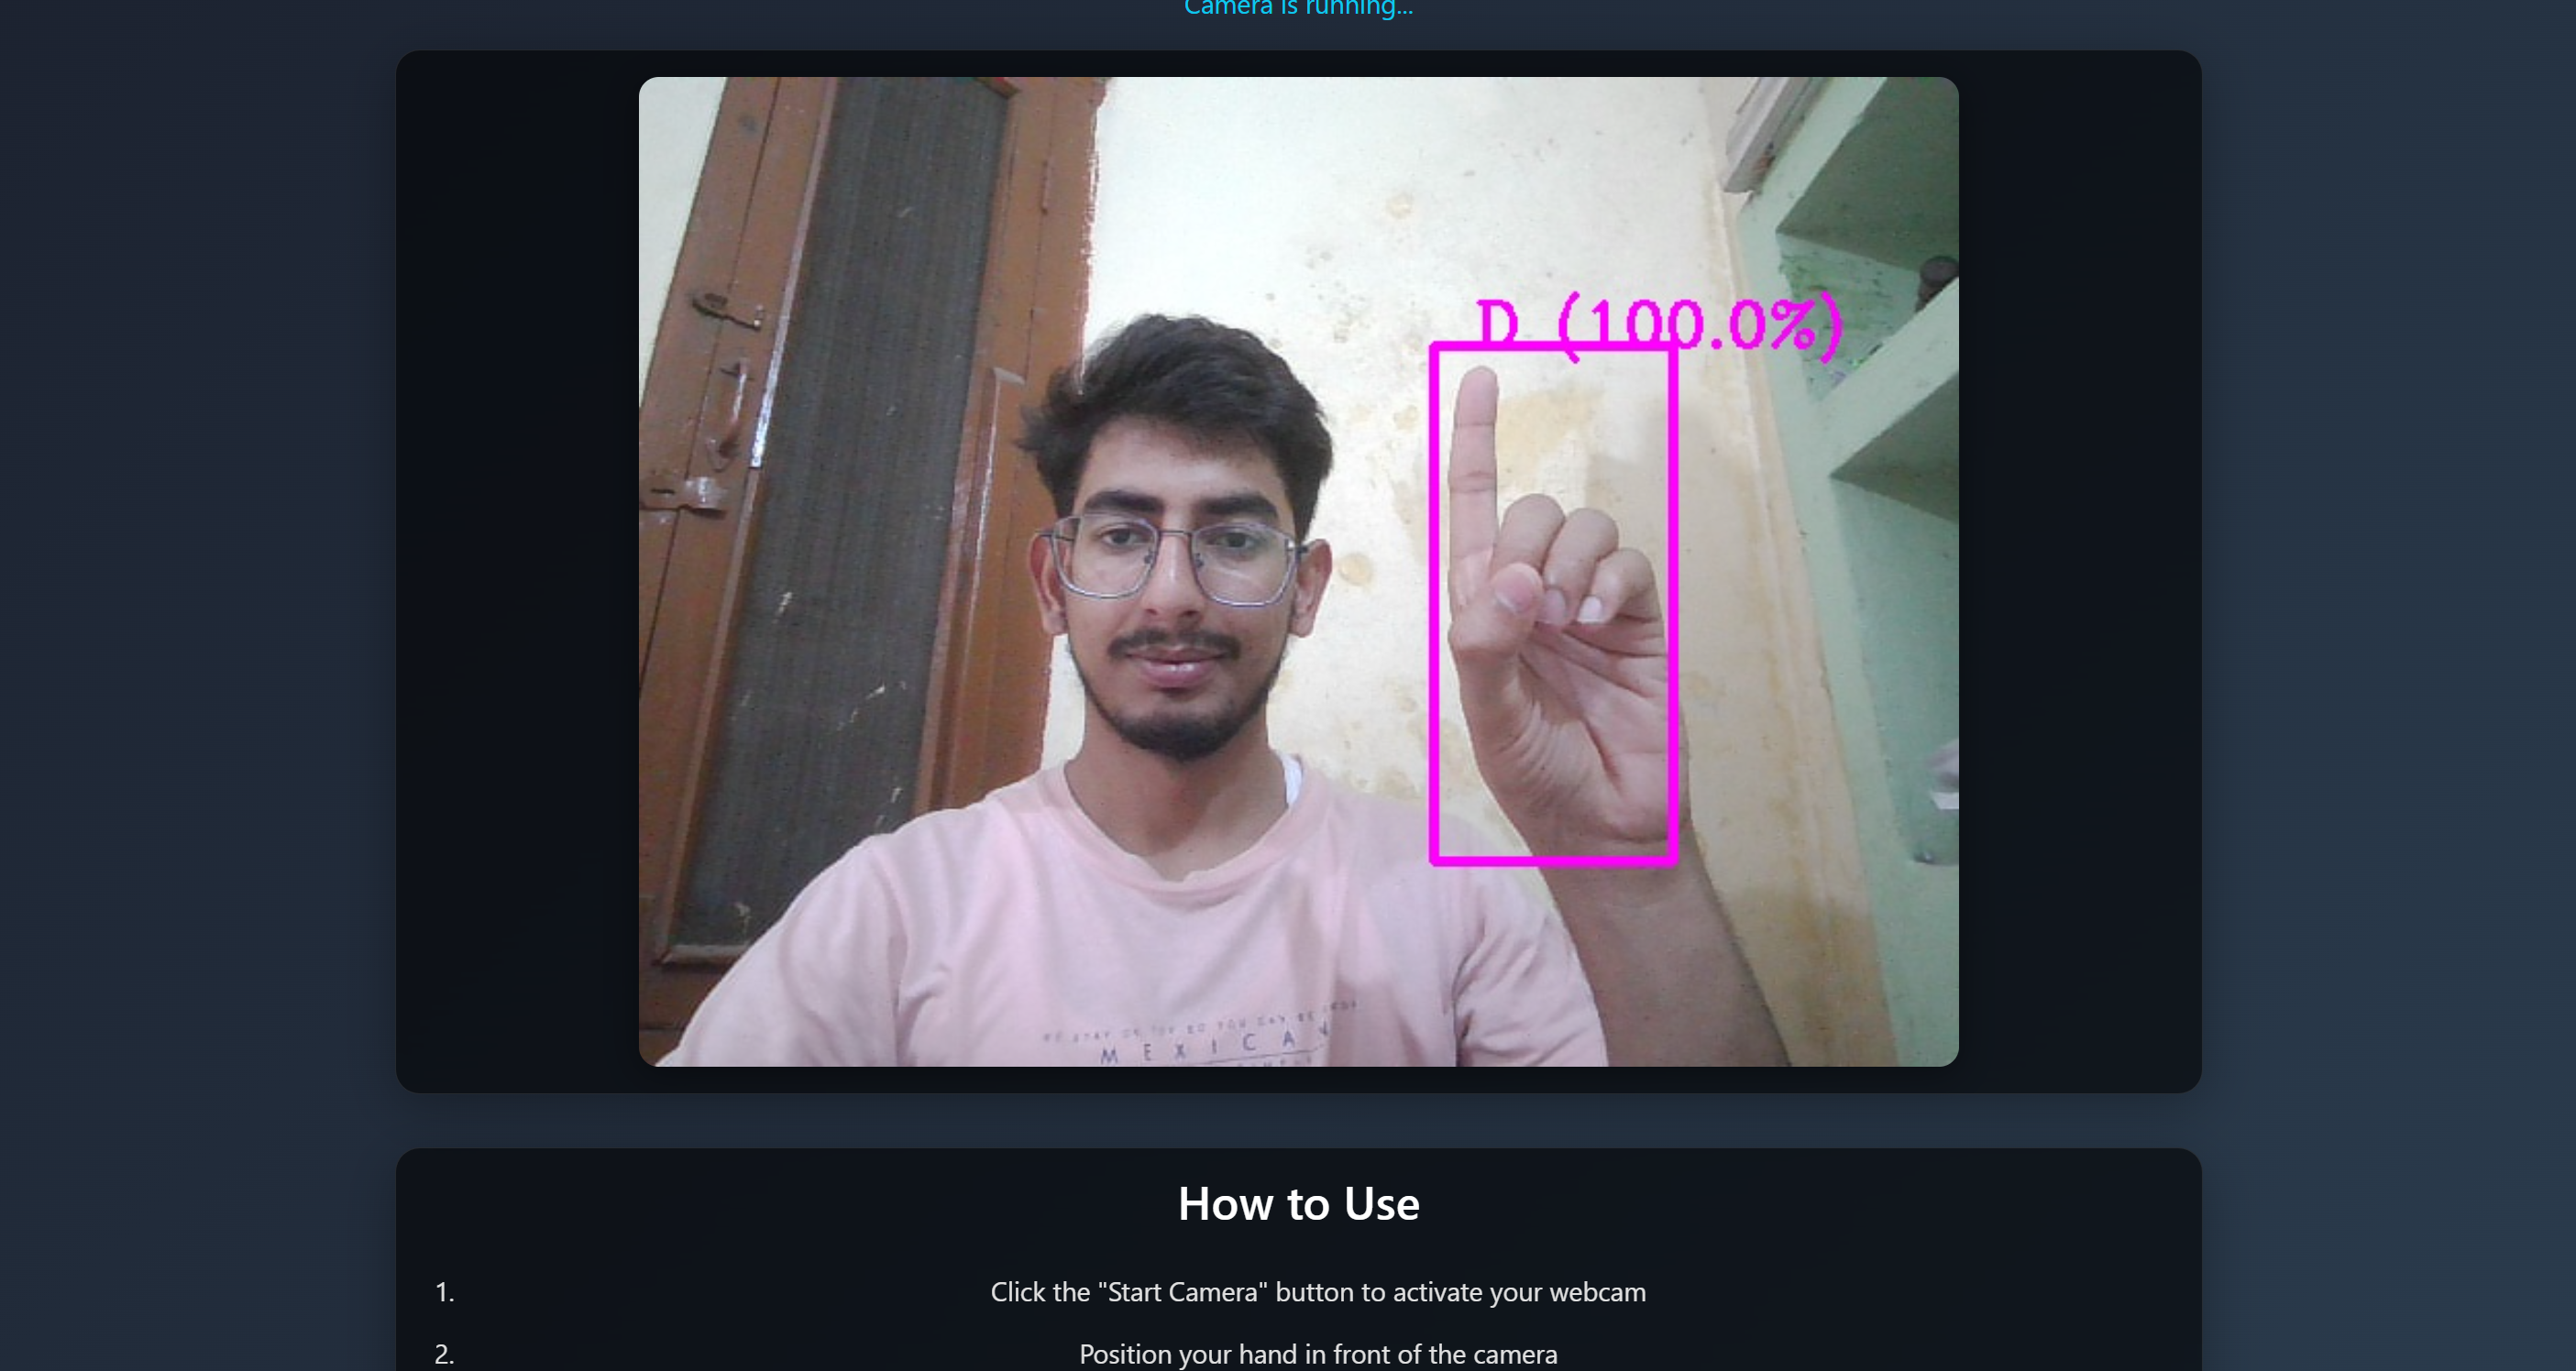 Camera is running...
D (100.0%)
MEXICA
How to Use
1. Click the "Start Camera" button to activate your webcam
2. Position your hand in front of the camera